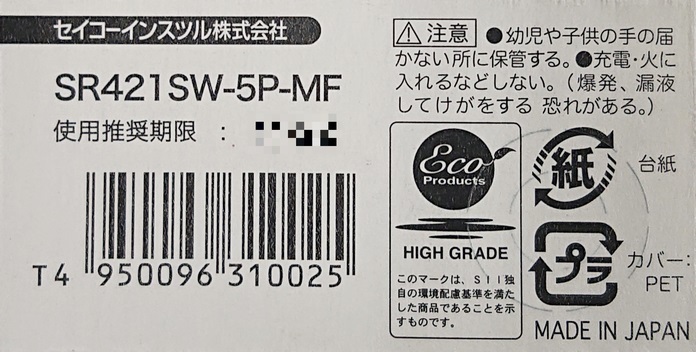 セイコーインスツル株式会社
SR421SW-5P-MF
使用推奨期限 :
T4 950096 310025
注意 ●幼児や子供の手の届
かない所に保管する。●充電・火に
入れるなどしない。(爆発、漏液
してけがをする 恐れがある。)
Eco
Products
HIGH GRADE
このマークは、SII独
自の環境配慮基準を満た
した商品であることを示
すものです。
紙
台紙
プラ
カバー:
PET
MADE IN JAPAN